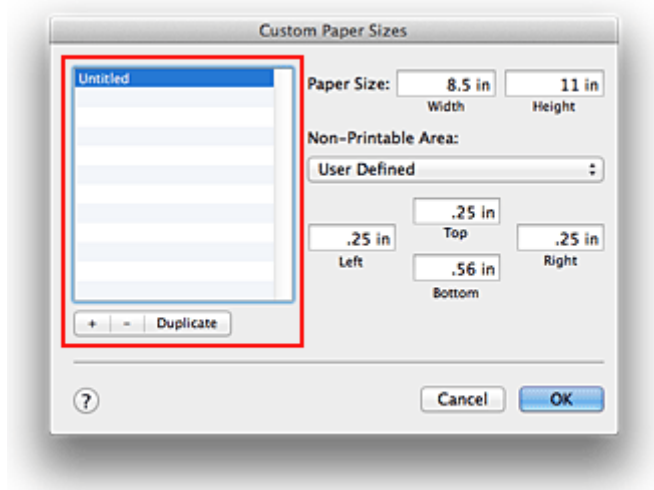 Custom Paper Sizes
Untitled
+ - Duplicate
Paper Size: 8.5 in 11 in
Width Height
Non-Printable Area:
User Defined
.25 in
Top
.25 in .25 in
Left Right
.56 in
Bottom
? Cancel OK